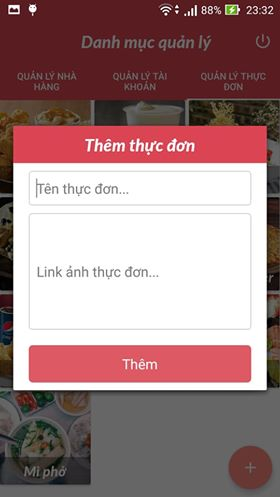 88% 23:32
Danh mục quản lý
QUẢN LÝ NHÀ HÀNG
QUẢN LÝ TÀI KHOẢN
QUẢN LÝ THỰC ĐƠN
Thêm thực đơn
Tên thực đơn...
Link ảnh thực đơn...
Thêm
Mì phở